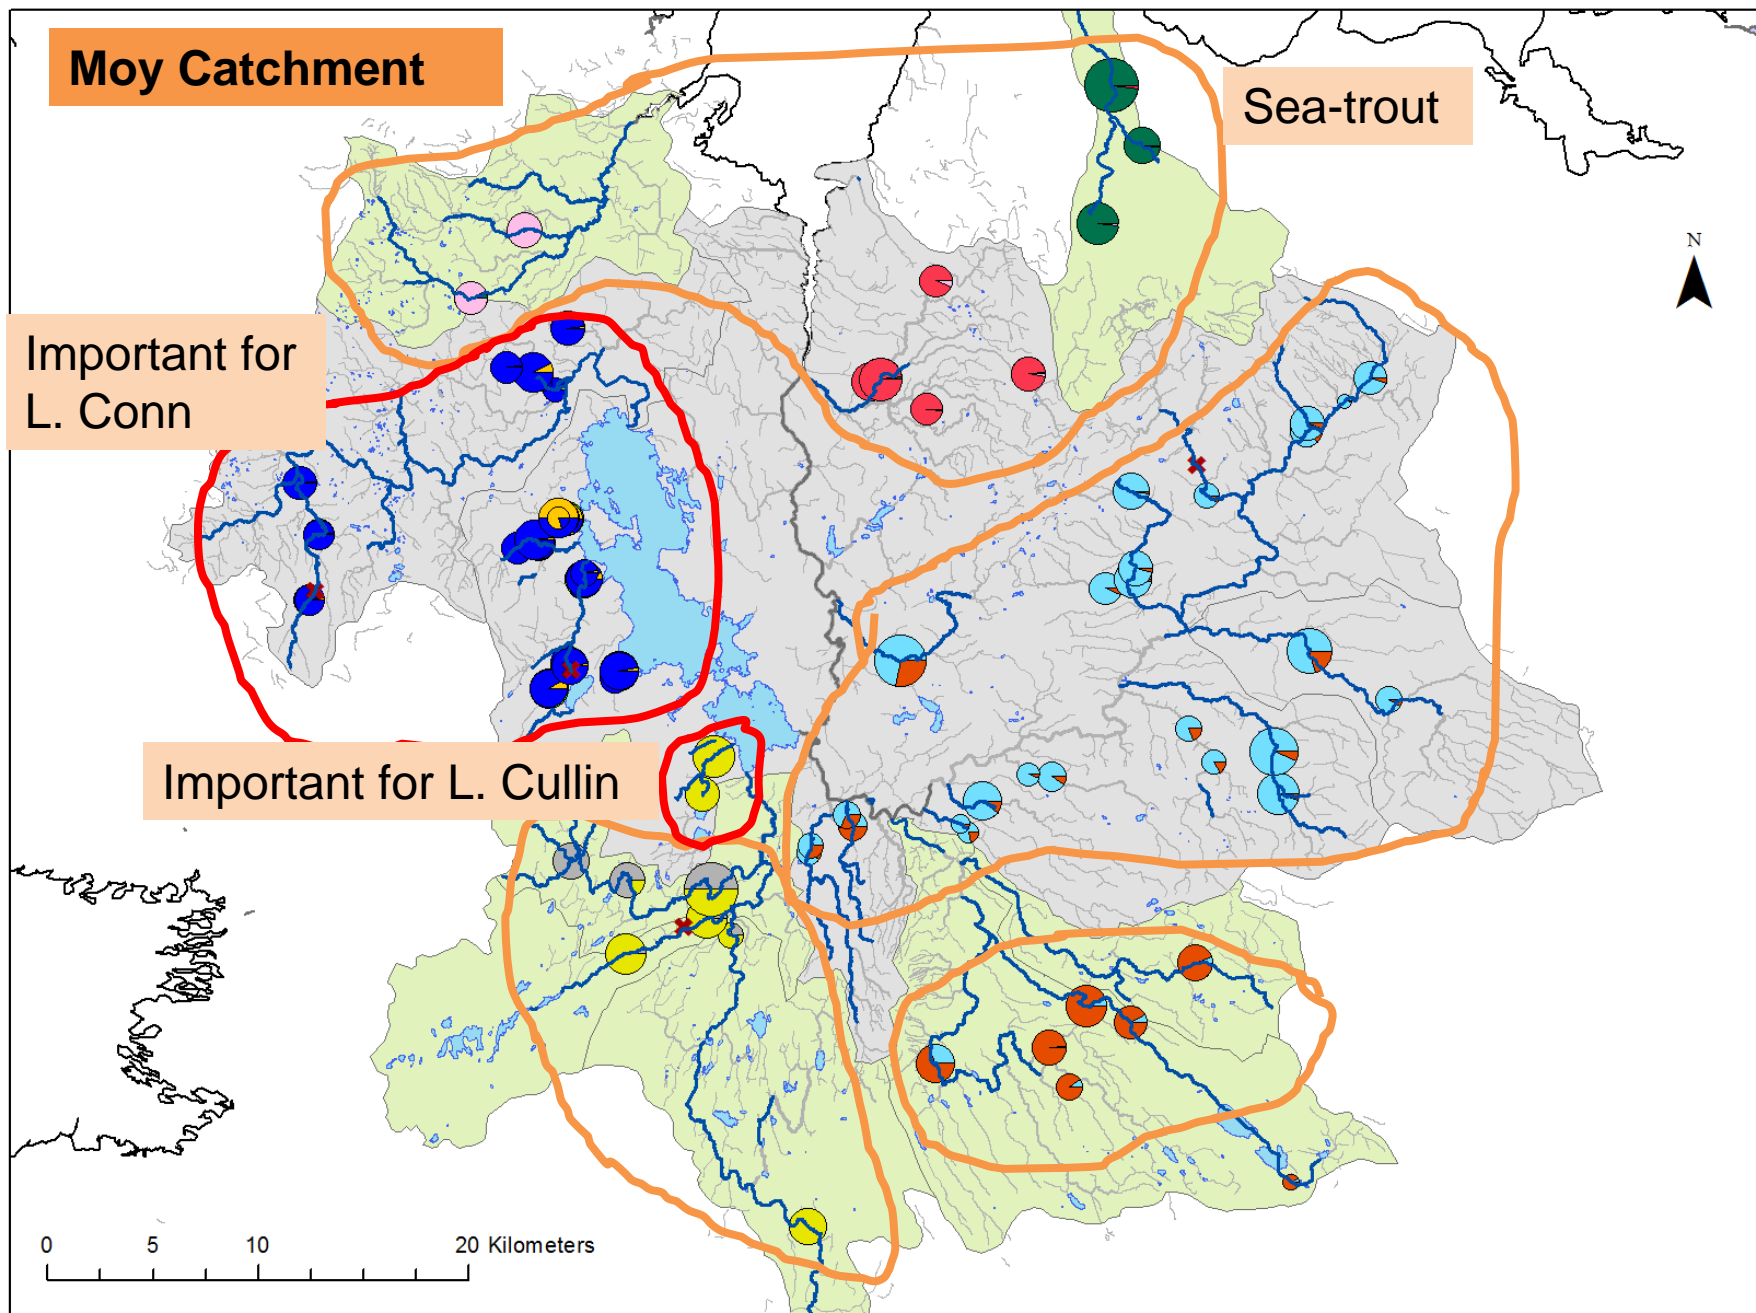 Moy Catchment
Sea-trout
N
Important for
L. Conn
Important for L. Cullin
0 5 10 20 Kilometers